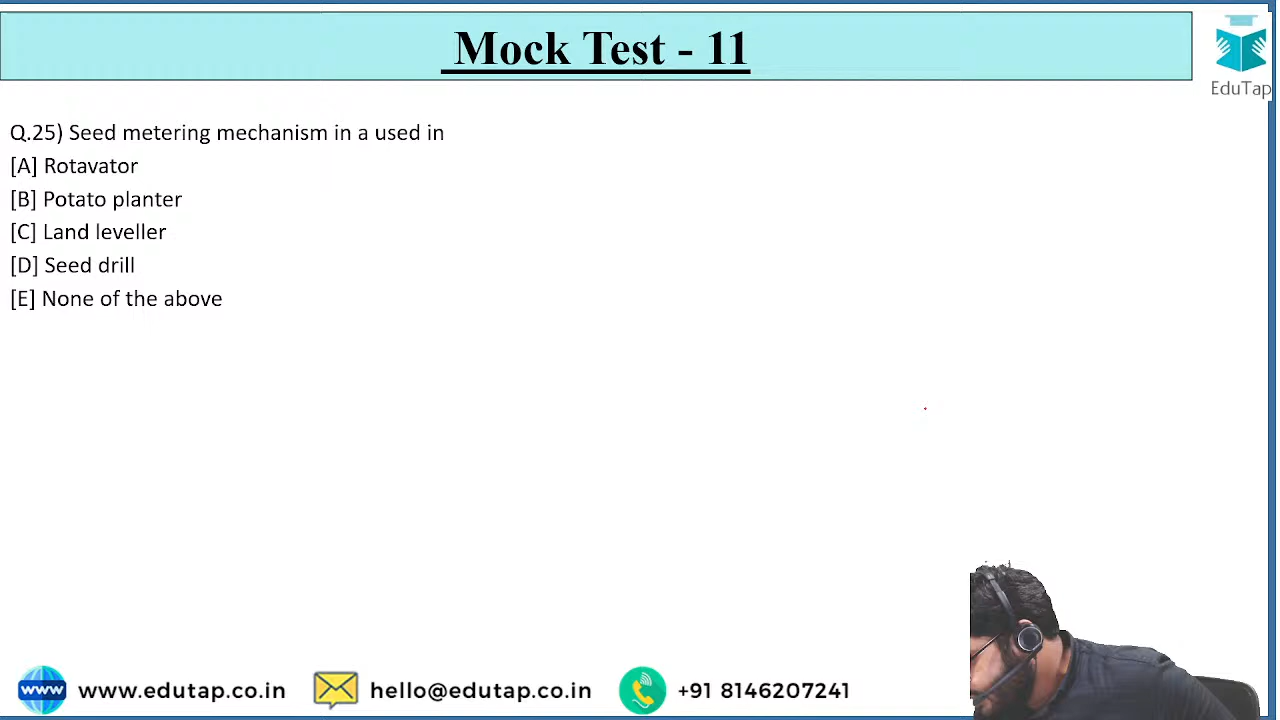 Mock Test - 11
EduTap
Q.25) Seed metering mechanism in a used in
[A] Rotavator
[B] Potato planter
[C] Land leveller
[D] Seed drill
[E] None of the above
www www.edutap.co.in hello@edutap.co.in +91 8146207241